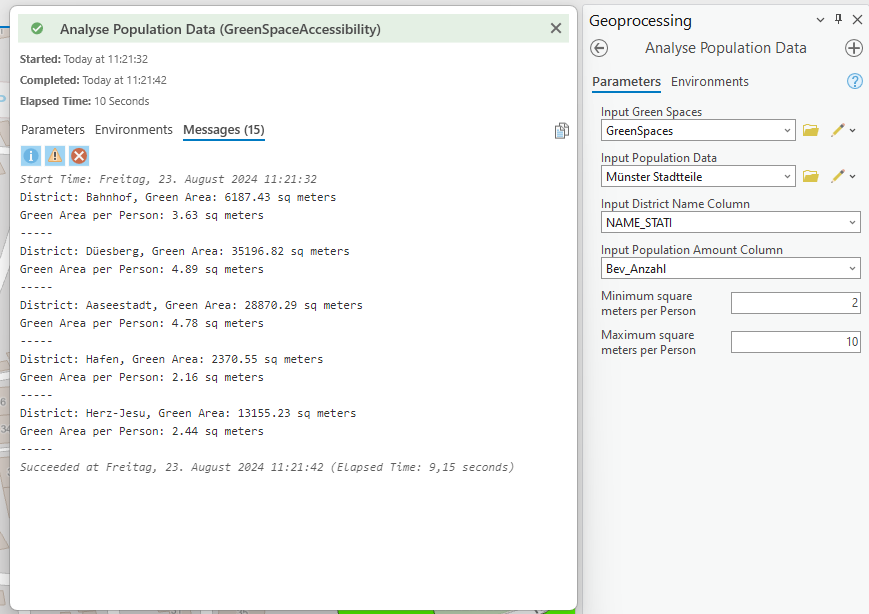 Analyse Population Data (GreenSpaceAccessibility)
Started: Today at 11:21:32
Completed: Today at 11:21:42
Elapsed Time: 10 Seconds
Parameters Environments Messages (15)
Start Time: Freitag, 23. August 2024 11:21:32
District: Bahnhof, Green Area: 6187.43 sq meters
Green Area per Person: 3.63 sq meters
-----
District: Düesberg, Green Area: 35196.82 sq meters
Green Area per Person: 4.89 sq meters
-----
District: Aaseestadt, Green Area: 28870.29 sq meters
Green Area per Person: 4.78 sq meters
-----
District: Hafen, Green Area: 2370.55 sq meters
Green Area per Person: 2.16 sq meters
-----
District: Herz-Jesu, Green Area: 13155.23 sq meters
Green Area per Person: 2.44 sq meters
-----
Succeeded at Freitag, 23. August 2024 11:21:42 (Elapsed Time: 9,15 seconds)
Geoprocessing
Analyse Population Data
Parameters Environments
Input Green Spaces
GreenSpaces
Input Population Data
Münster Stadtteile
Input District Name Column
NAME_STATI
Input Population Amount Column
Bev_Anzahl
Minimum square
meters per Person
2
Maximum square
meters per Person
10